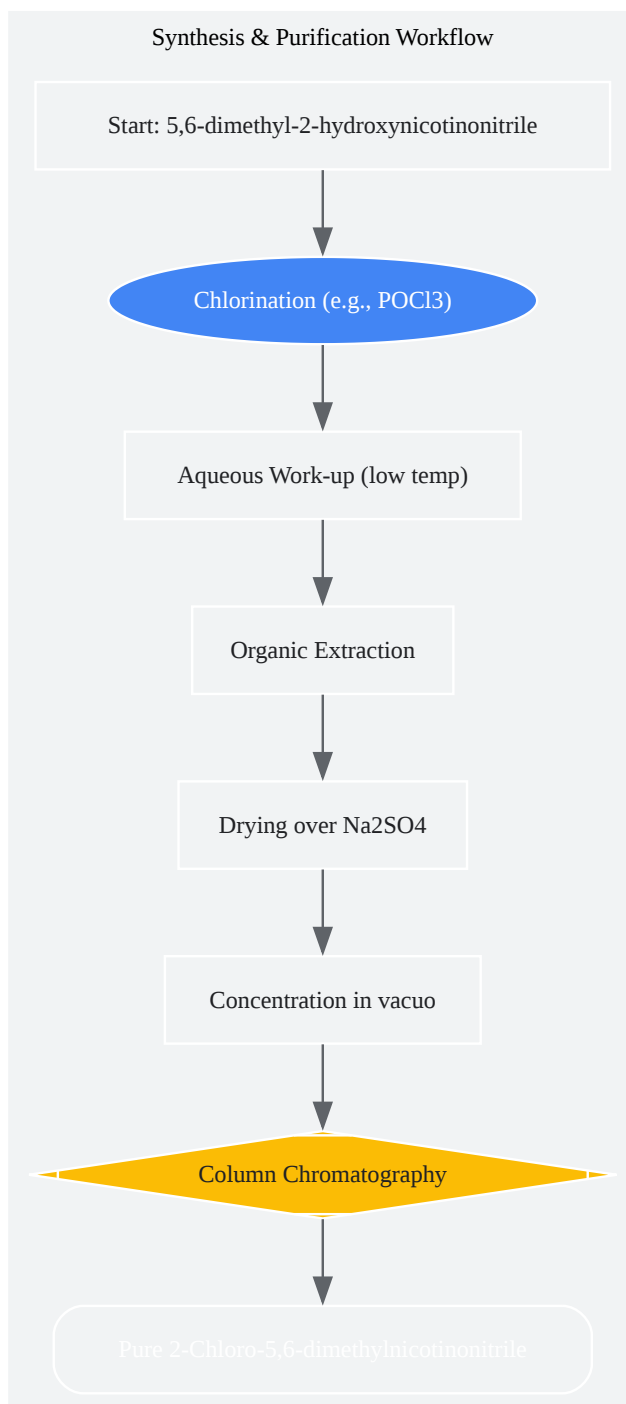 Synthesis & Purification Workflow
Start: 5,6-dimethyl-2-hydroxynicotinonitrile
Chlorination (e.g., POCl3)
Aqueous Work-up (low temp)
Organic Extraction
Drying over Na2SO4
Concentration in vacuo
Column Chromatography
Pure 2-Chloro-5,6-dimethylnicotinonitrile